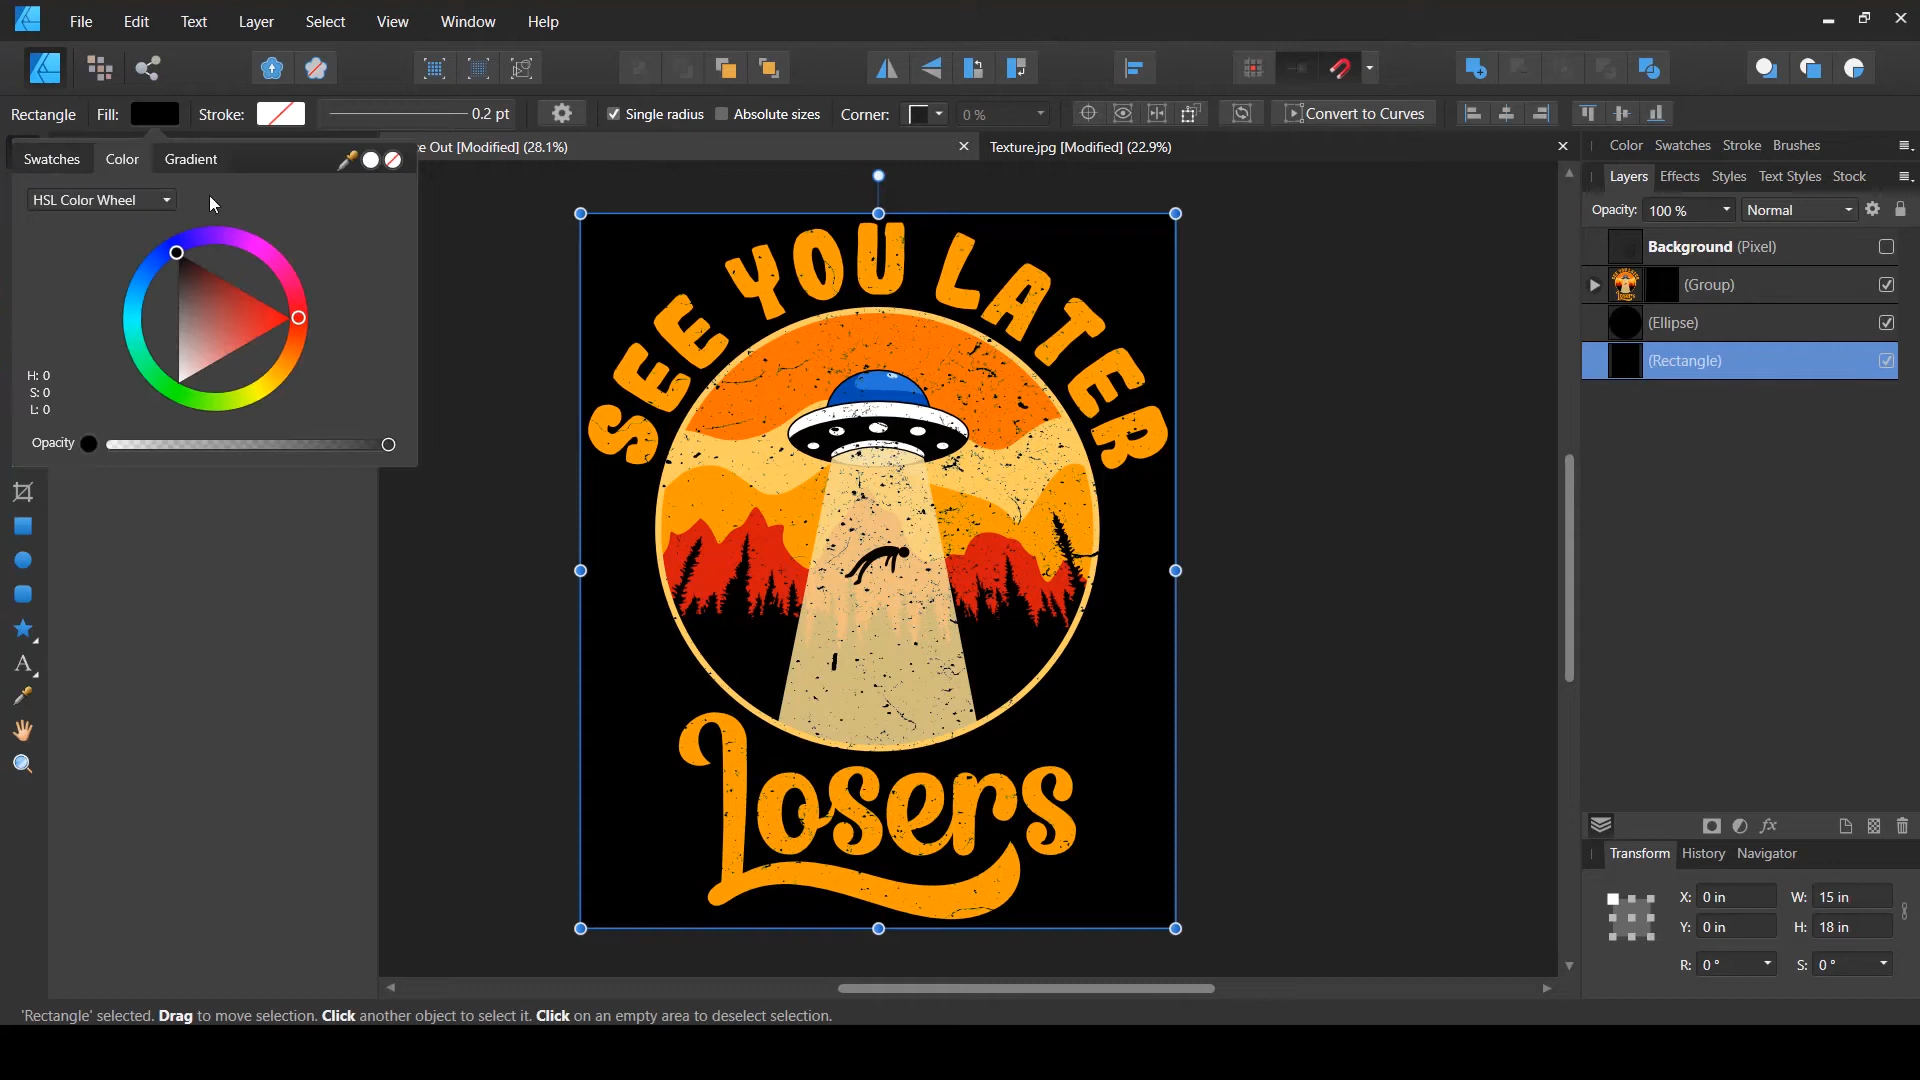 File Edit Text Layer Select View Window Help
Rectangle Fill: Stroke: 0.2 pt Single radius Absolute sizes Corner: 0 % Convert to Curves
Swatches Color Gradient
e Out [Modified] (28.1%) Texture.jpg [Modified] (22.9%)
Color Swatches Stroke Brushes
Layers Effects Styles Text Styles Stock
HSL Color Wheel
Opacity: 100 % Normal
Background (Pixel)
(Group)
(Ellipse)
(Rectangle)
H: 0
S: 0
L: 0
Opacity
SEE YOU LATER
Losers
A
fx
Transform History Navigator
X: 0 in W: 15 in
Y: 0 in H: 18 in
R: 0 ° S: 0 °
'Rectangle' selected. Drag to move selection. Click another object to select it. Click on an empty area to deselect selection.